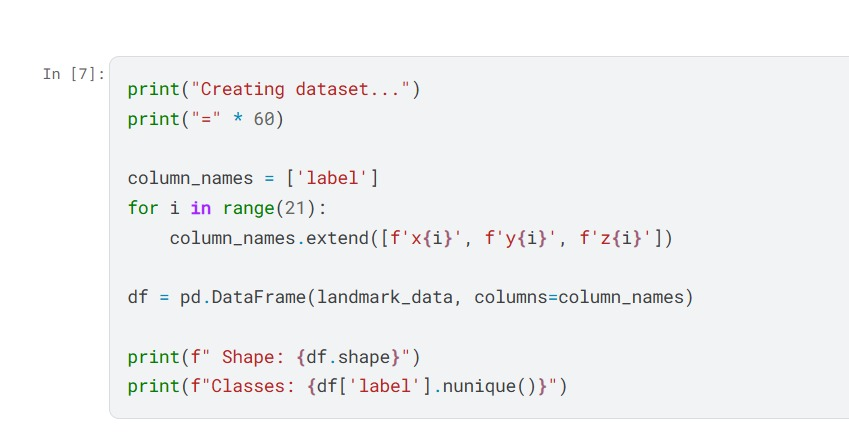 In [7]:
print("Creating dataset...")
print("=" * 60)
column_names = ['label']
for i in range(21):
    column_names.extend([f'x{i}', f'y{i}', f'z{i}'])
df = pd.DataFrame(landmark_data, columns=column_names)
print(f" Shape: {df.shape}")
print(f"Classes: {df['label'].nunique()}")